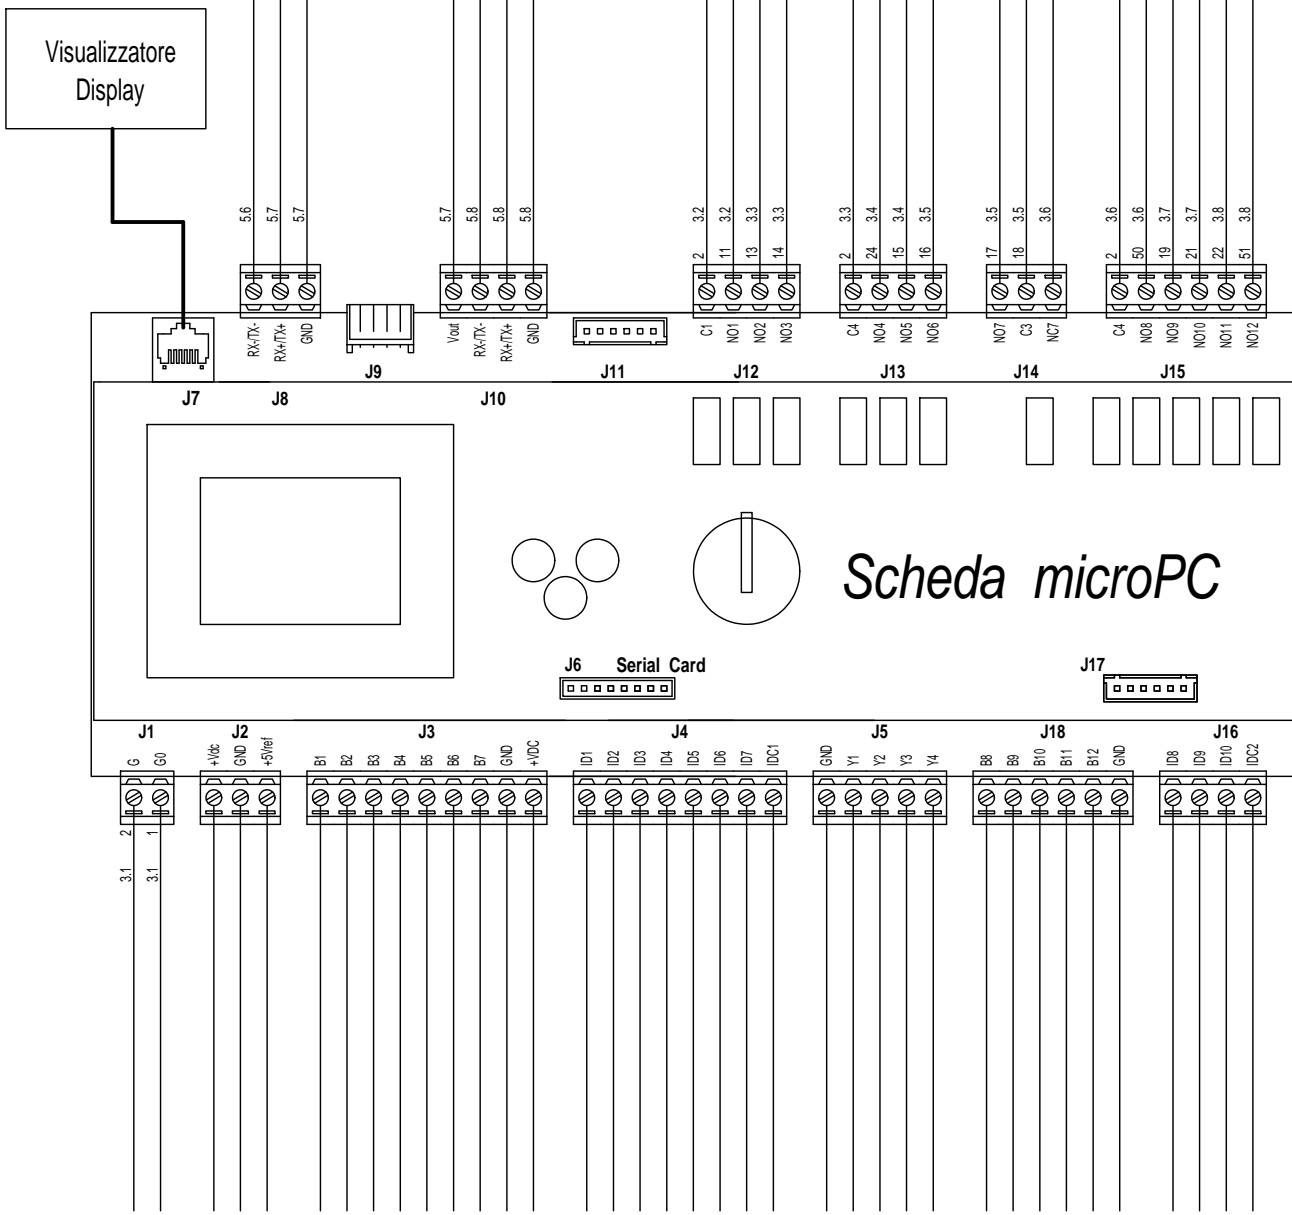 Visualizzatore
Display
5.6 5.7 5.7 5.7 5.8 5.8 5.8 3.2 3.2 3.3 3.3 3.3 3.4 3.4 3.5 3.5 3.5 3.6 3.6 3.6 3.7 3.7 3.8 3.8
2 11 13 14 2 24 15 16 17 18 2 50 19 21 22 51
RX-/TX- RX+/TX+ GND Vout RX-/TX- RX+/TX+ GND C1 NO1 NO2 NO3 C4 NO4 NO5 NO6 NO7 C3 NC7 C4 NO8 NO9 NO10 NO11 NO12
J9 J11 J12 J13 J14 J15
J7 J8 J10
Scheda microPC
J6 Serial Card J17
J1 J2 J3 J4 J5 J18 J16
G G0 +Vdc GND +5Vref B1 B2 B3 B4 B5 B6 B7 GND +VDC ID1 ID2 ID3 ID4 ID5 ID6 ID7 IDC1 GND Y1 Y2 Y3 Y4 B8 B9 B10 B11 B12 GND ID8 ID9 ID10 IDC2
2 1
3.1 3.1